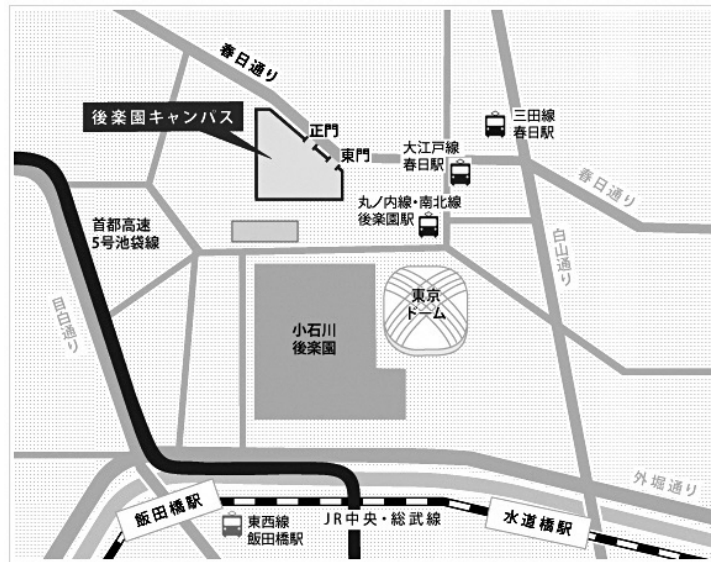 春日通り
後楽園キャンパス
正門
東門
三田線
春日駅
大江戸線
春日駅
丸ノ内線・南北線
後楽園駅
春日通り
首都高速
5号池袋線
白山通り
目白通り
東京
ドーム
小石川
後楽園
外堀通り
飯田橋駅
東西線
飯田橋駅
JR中央・総武線
水道橋駅